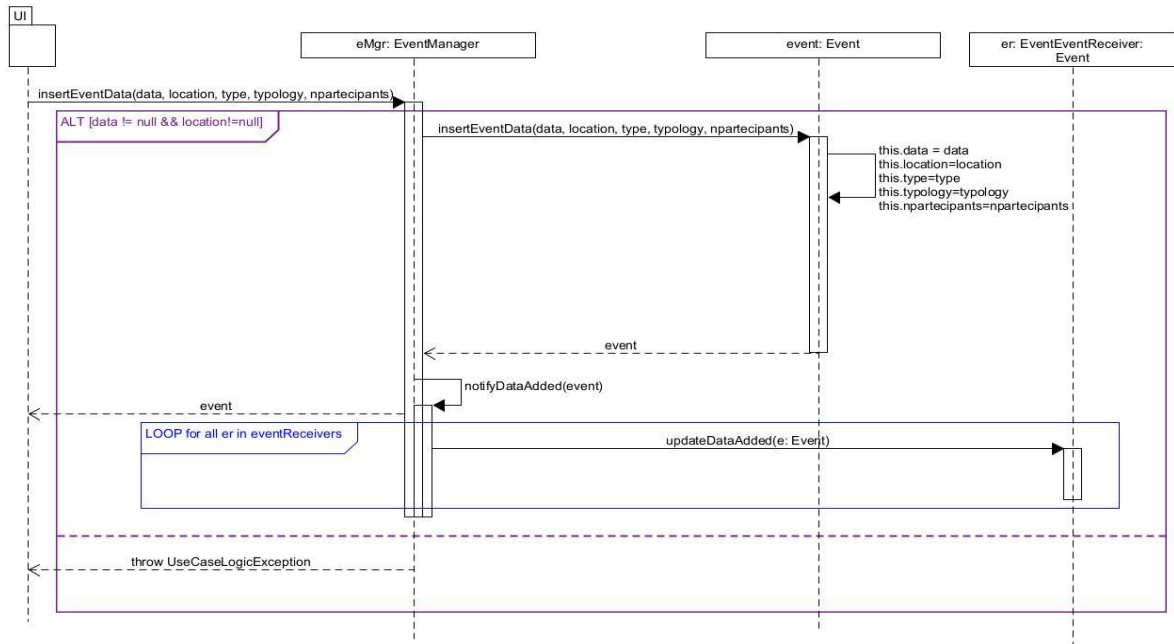 UI
eMgr: EventManager
event: Event
er: EventEventReceiver:
Event
insertEventData(data, location, type, typology, npartecipants)
ALT [data != null && location!=null]
insertEventData(data, location, type, typology, npartecipants)
this.data = data
this.location=location
this.type=type
this.typology=typology
this.npartecipants=npartecipants
event
notifyDataAdded(event)
event
LOOP for all er in eventReceivers
updateDataAdded(e: Event)
throw UseCaseLogicException